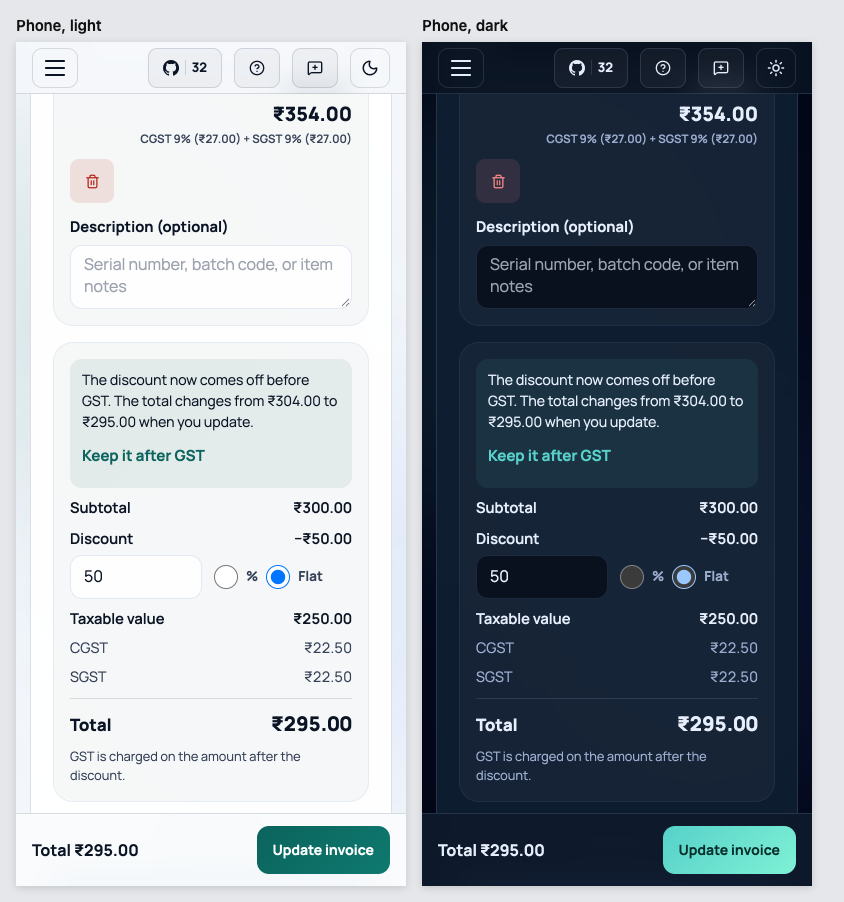 Phone, light
32
₹354.00
CGST 9% (₹27.00) + SGST 9% (₹27.00)
Description (optional)
Serial number, batch code, or item
notes
The discount now comes off before
GST. The total changes from ₹304.00 to
₹295.00 when you update.
Keep it after GST
Subtotal ₹300.00
Discount −₹50.00
50 % Flat
Taxable value ₹250.00
CGST ₹22.50
SGST ₹22.50
Total ₹295.00
GST is charged on the amount after the
discount.
Total ₹295.00 Update invoice
Phone, dark
32
₹354.00
CGST 9% (₹27.00) + SGST 9% (₹27.00)
Description (optional)
Serial number, batch code, or item
notes
The discount now comes off before
GST. The total changes from ₹304.00 to
₹295.00 when you update.
Keep it after GST
Subtotal ₹300.00
Discount −₹50.00
50 % Flat
Taxable value ₹250.00
CGST ₹22.50
SGST ₹22.50
Total ₹295.00
GST is charged on the amount after the
discount.
Total ₹295.00 Update invoice